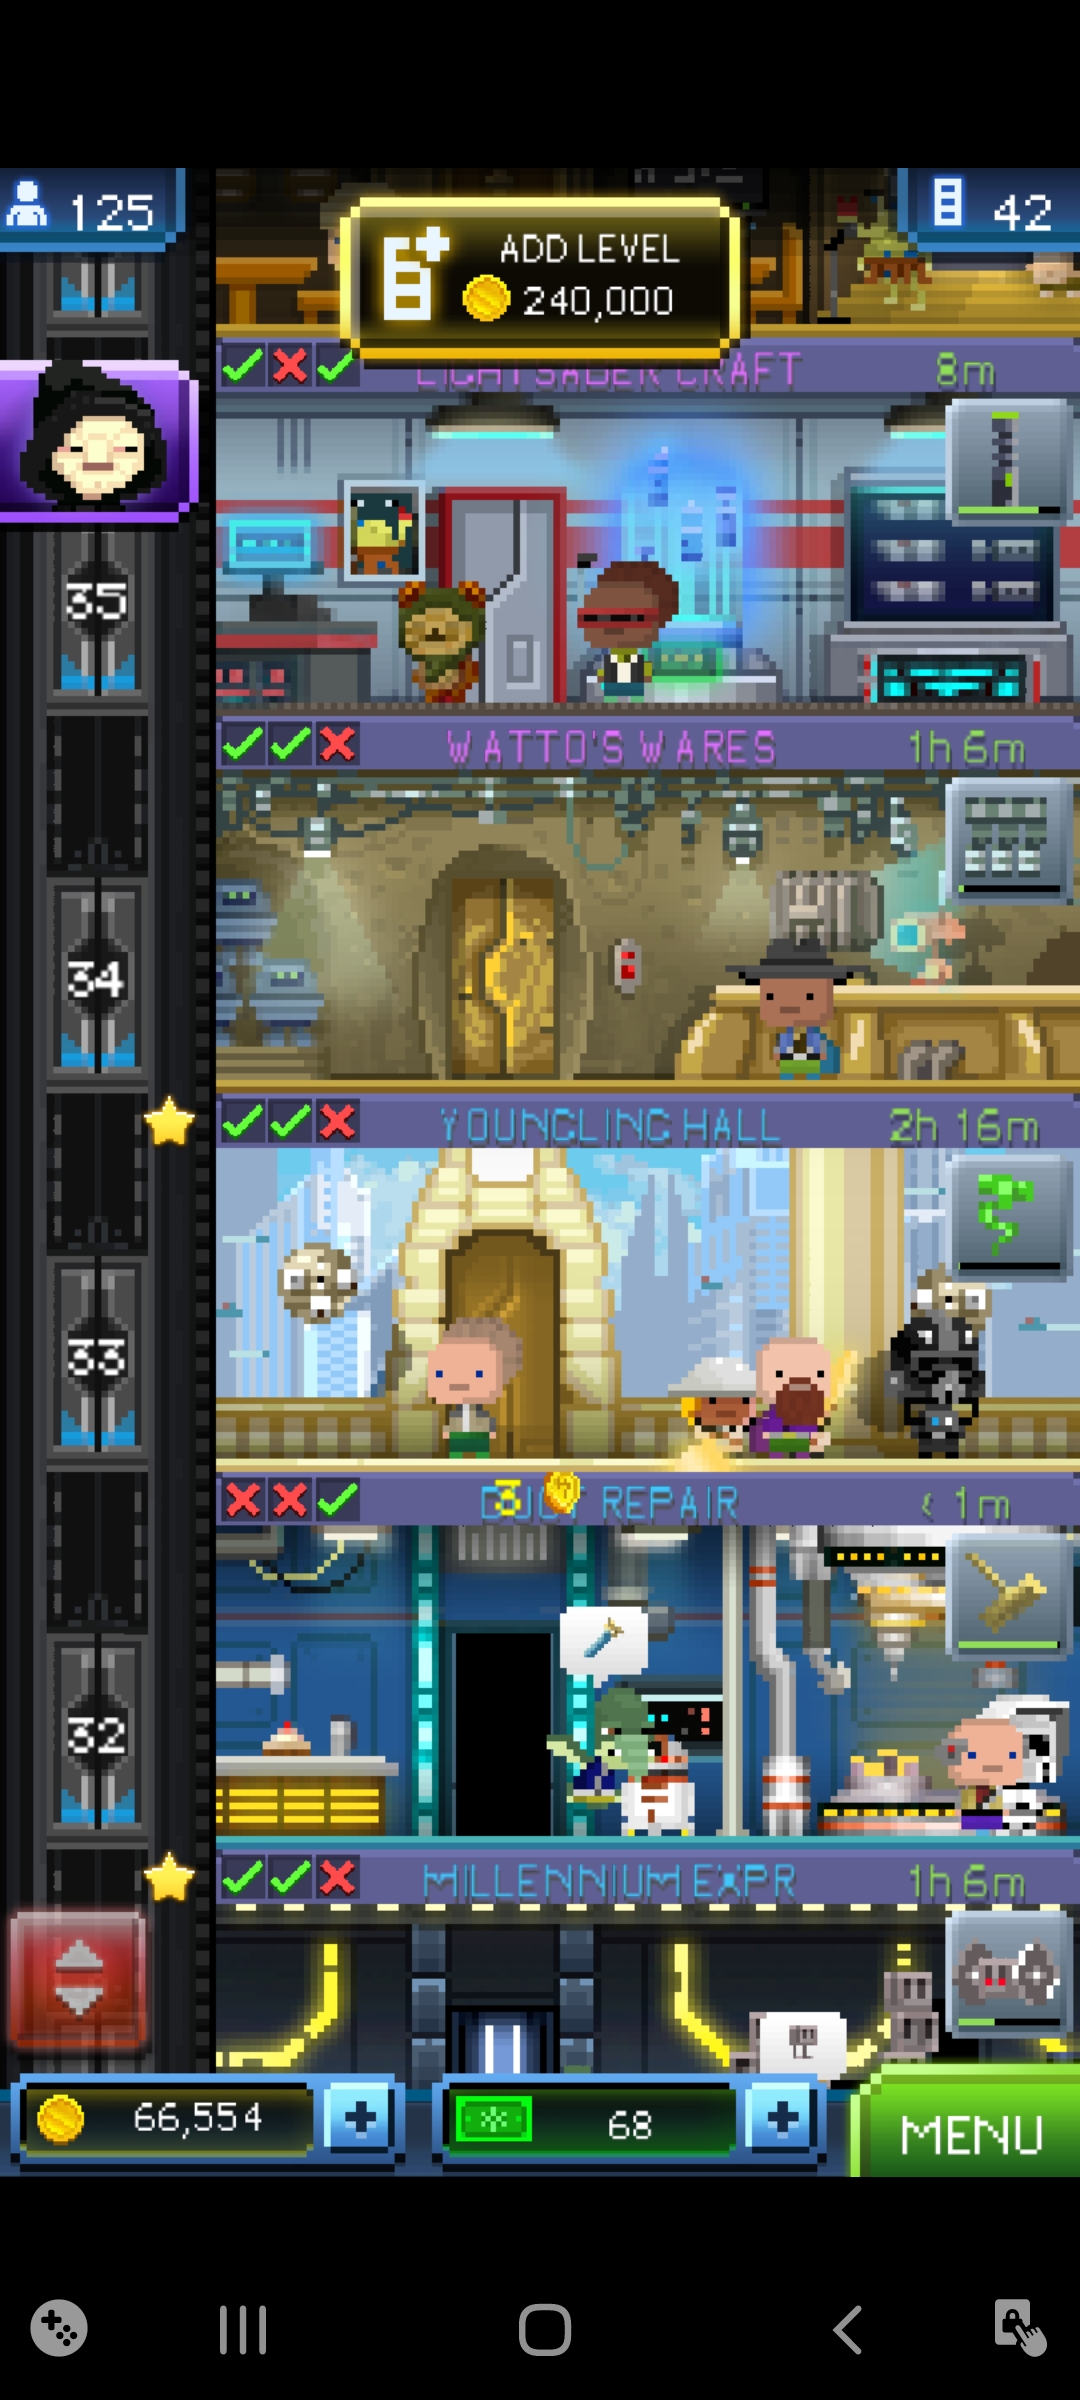 125
42
ADD LEVEL
240,000
LIGHTSABER CRAFT
8m
35
WATTO'S WARES
1h 6m
34
YOUNGLING HALL
2h 16m
33
3
REPAIR
< 1m
32
MILLENNIUM EXPR
1h 6m
66,554
68
MENU